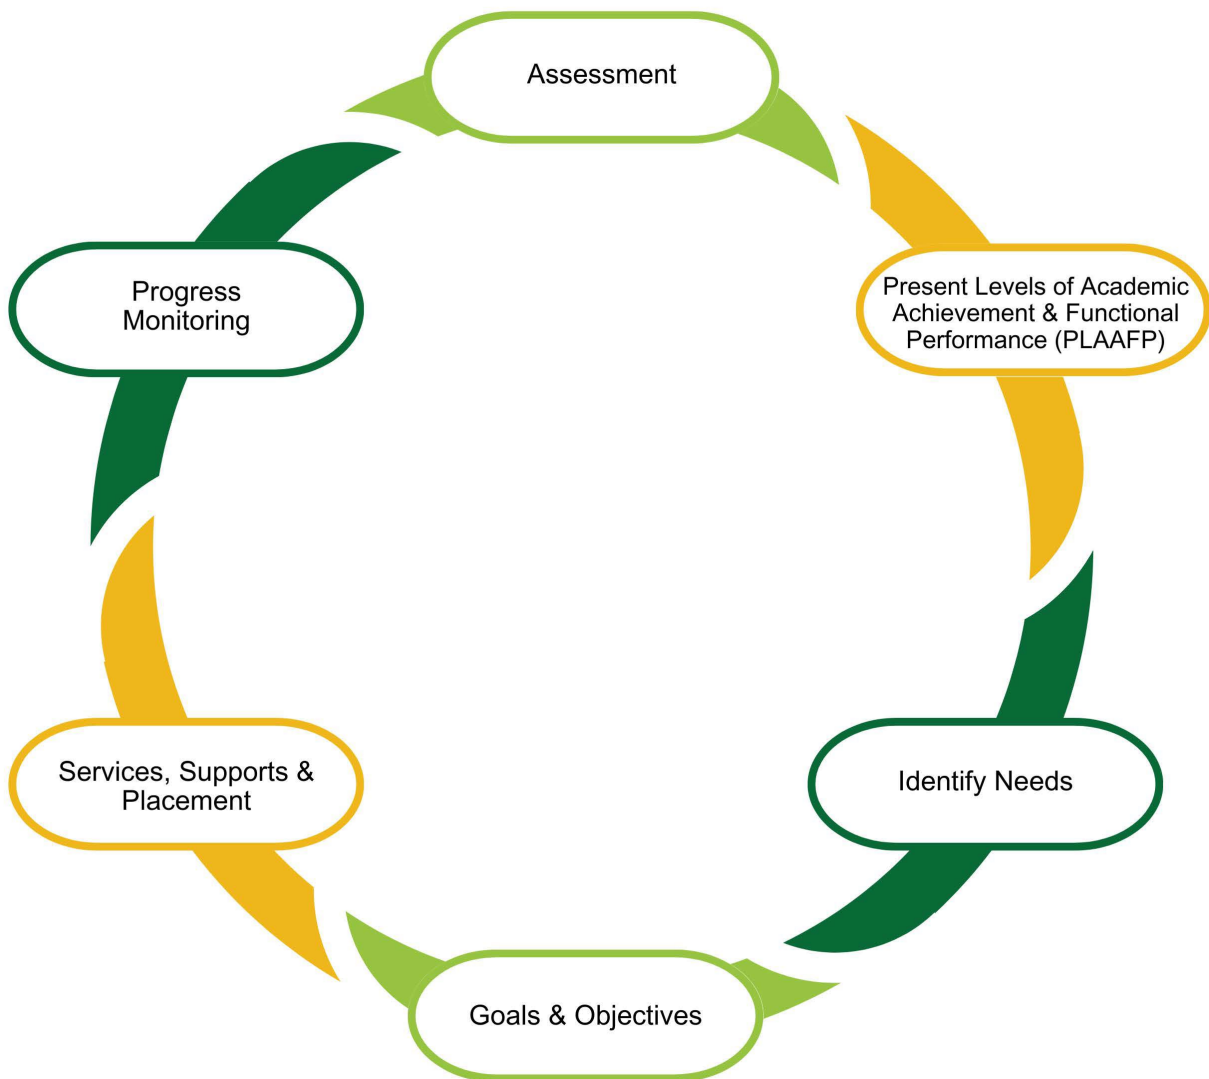 Assessment
Present Levels of Academic
Achievement & Functional
Performance (PLAAFP)
Identify Needs
Goals & Objectives
Services, Supports &
Placement
Progress
Monitoring